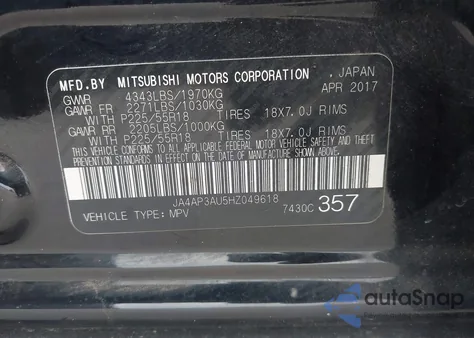 MFD.BY MITSUBISHI MOTORS CORPORATION, JAPAN
GVWR 4343LBS/1970KG APR 2017
GAWR FR 2271LBS/1030KG
WITH P225/55R18 TIRES 18X7.0J RIMS
GAWR RR 2205LBS/1000KG
WITH P225/55R18 TIRES 18X7.0J RIMS
THIS VEHICLE CONFORMS TO ALL APPLICABLE FEDERAL MOTOR VEHICLE SAFETY AND THEFT
PREVENTION STANDARDS IN EFFECT ON THE DATE OF MANUFACTURE SHOWN ABOVE.
JA4AP3AU5HZ049618
VEHICLE TYPE: MPV 7430C 357
autoSnap